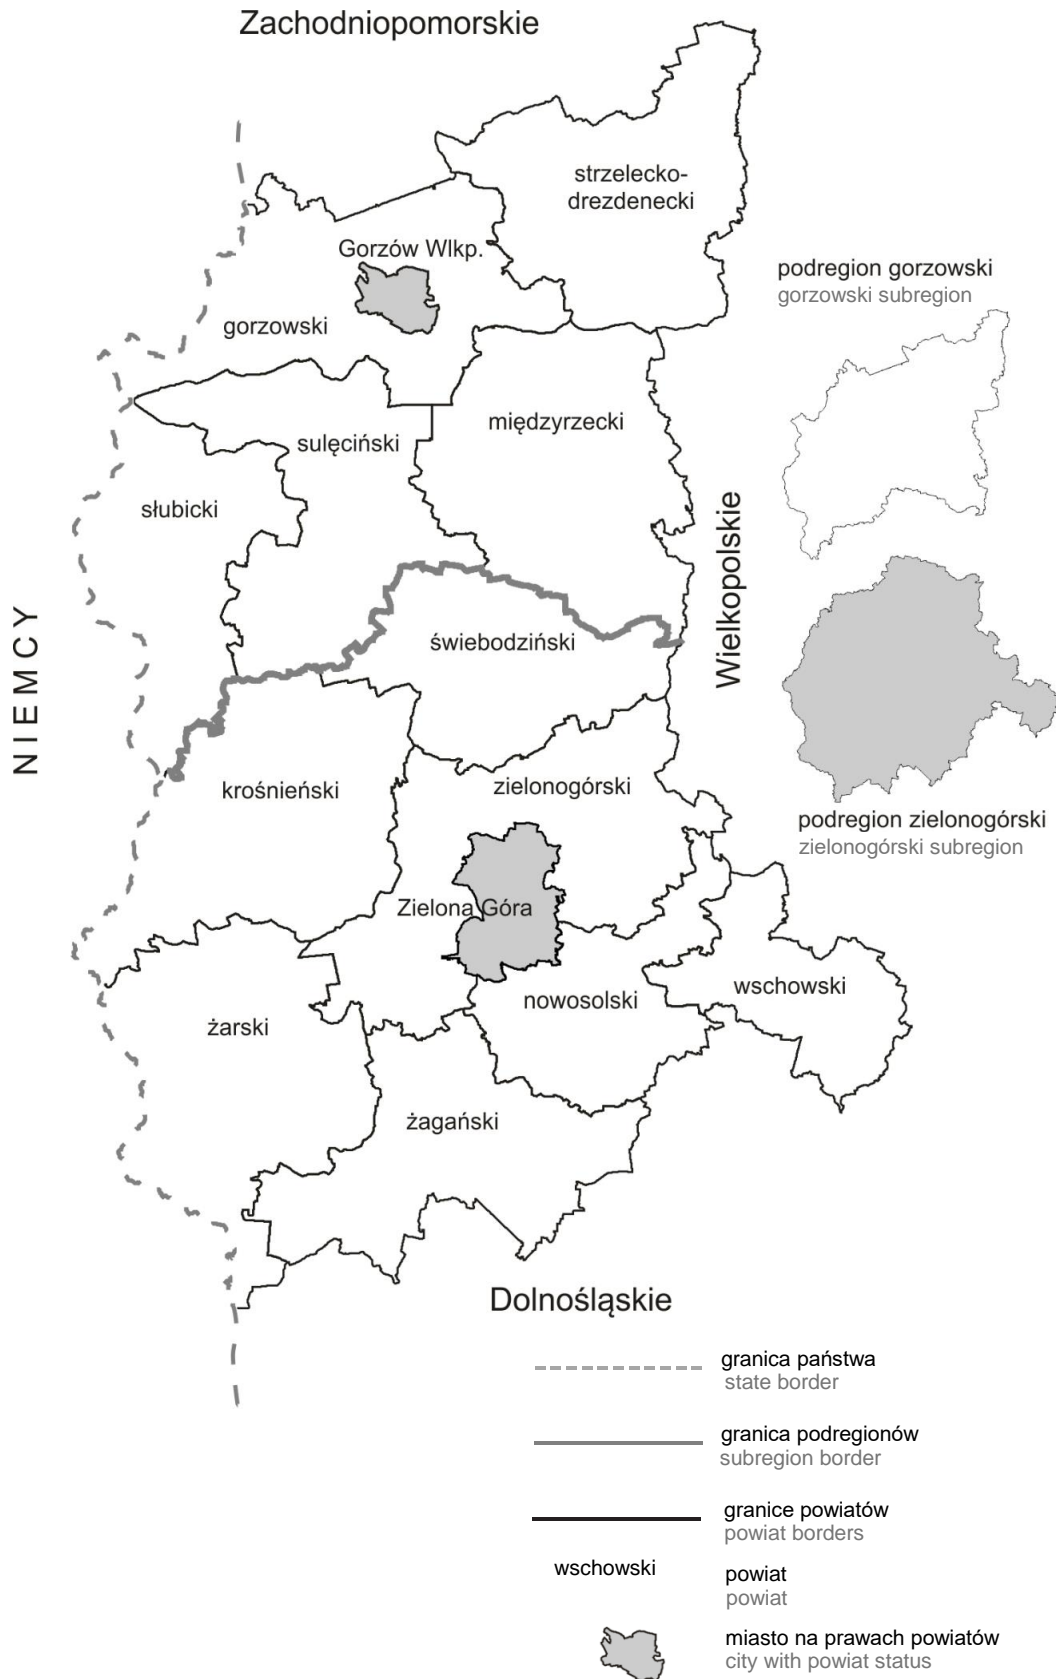 Zachodniopomorskie
strzelecko-
drezdenecki
Gorzów Wlkp.
podregion gorzowski
gorzowski subregion
gorzowski
międzyrzecki
sulęciński
słubicki
Wielkopolskie
NIEMCY
świebodziński
krośnieński
zielonogórski
podregion zielonogórski
zielonogórski subregion
Zielona Góra
wschowski
nowosolski
żarski
żagański
Dolnośląskie
granica państwa
state border
granica podregionów
subregion border
granice powiatów
powiat borders
wschowski
powiat
powiat
miasto na prawach powiatów
city with powiat status